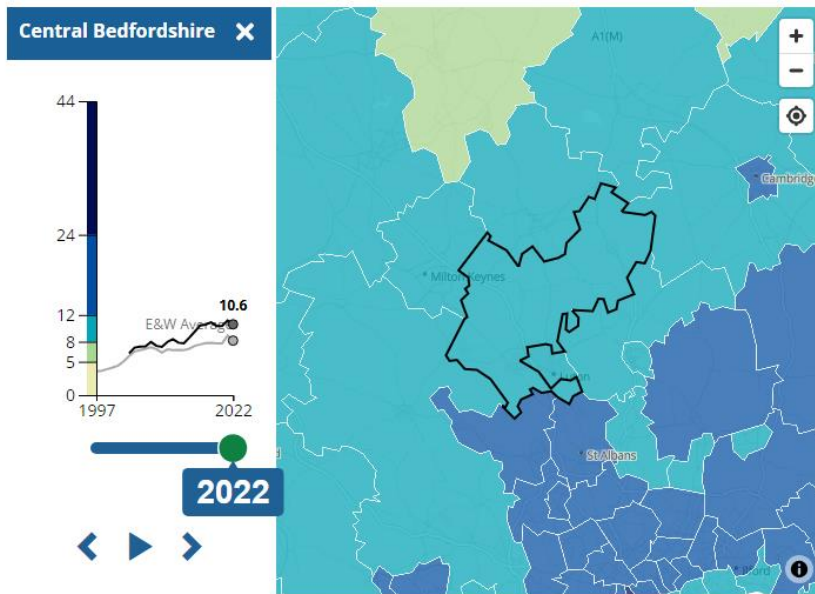 Central Bedfordshire ×
44
24
12
8
5
0
10.6
E&W Average
1997
2022
2022
A1(M)
+
−
Cambridge
Milton Keynes
Luton
St Albans
Ilford
i